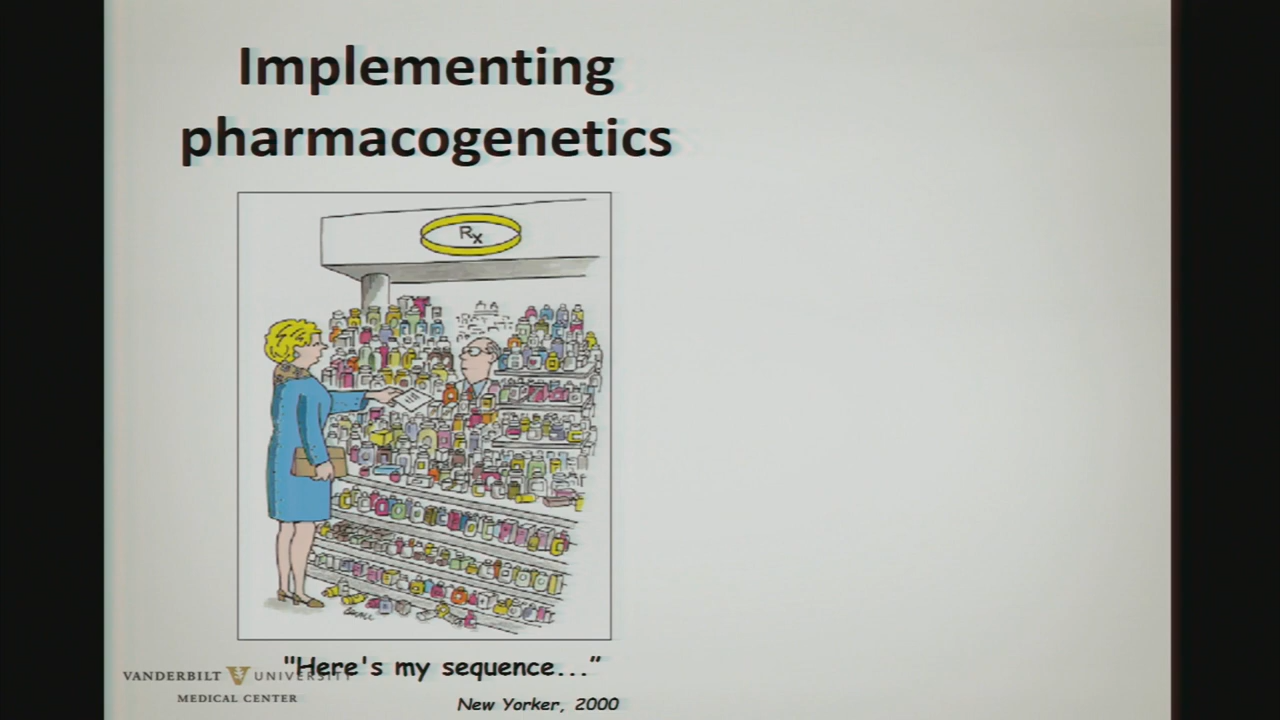 Implementing
pharmacogenetics
Rx
"Here's my sequence…”
VANDERBILT UNIVERSITY
MEDICAL CENTER
New Yorker, 2000